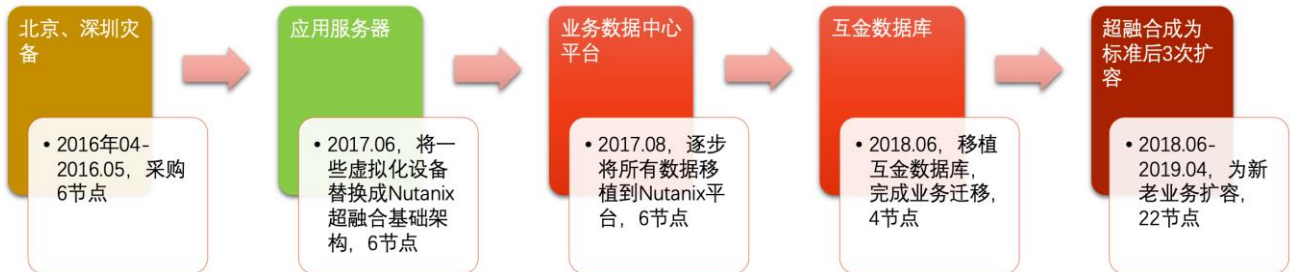 北京、深圳灾
备
• 2016年04-
2016.05，采购
6节点
应用服务器
• 2017.06，将一
些虚拟化设备
替换成Nutanix
超融合基础架
构，6节点
业务数据中心
平台
• 2017.08，逐步
将所有数据移
植到Nutanix平
台，6节点
互金数据库
• 2018.06，移植
互金数据库，
完成业务迁移，
4节点
超融合成为
标准后3次扩
容
• 2018.06-
2019.04，为新
老业务扩容，
22节点